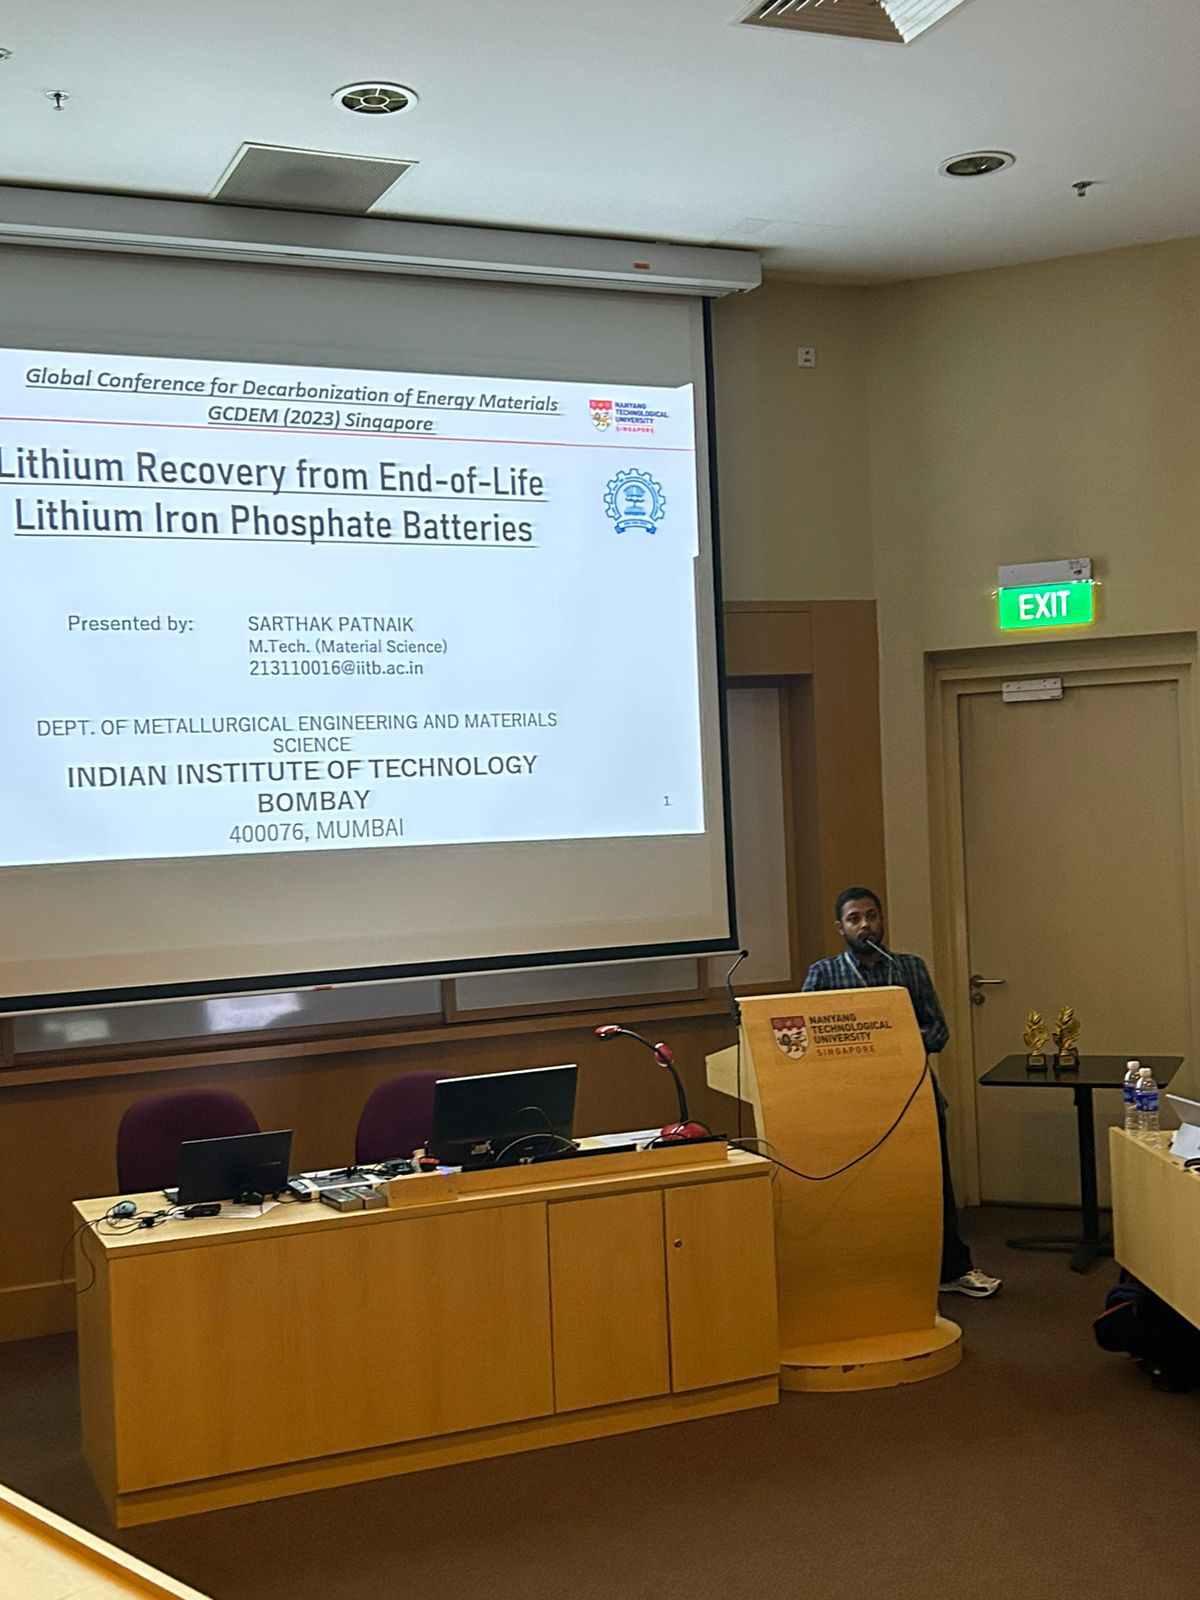 Global Conference for Decarbonization of Energy Materials
GCDEM (2023) Singapore
NANYANG
TECHNOLOGICAL
UNIVERSITY
SINGAPORE
Lithium Recovery from End-of-Life
Lithium Iron Phosphate Batteries
Presented by:
SARTHAK PATNAIK
M.Tech. (Material Science)
213110016@iitb.ac.in
DEPT. OF METALLURGICAL ENGINEERING AND MATERIALS
SCIENCE
INDIAN INSTITUTE OF TECHNOLOGY
BOMBAY
400076, MUMBAI
1
EXIT
NANYANG
TECHNOLOGICAL
UNIVERSITY
SINGAPORE